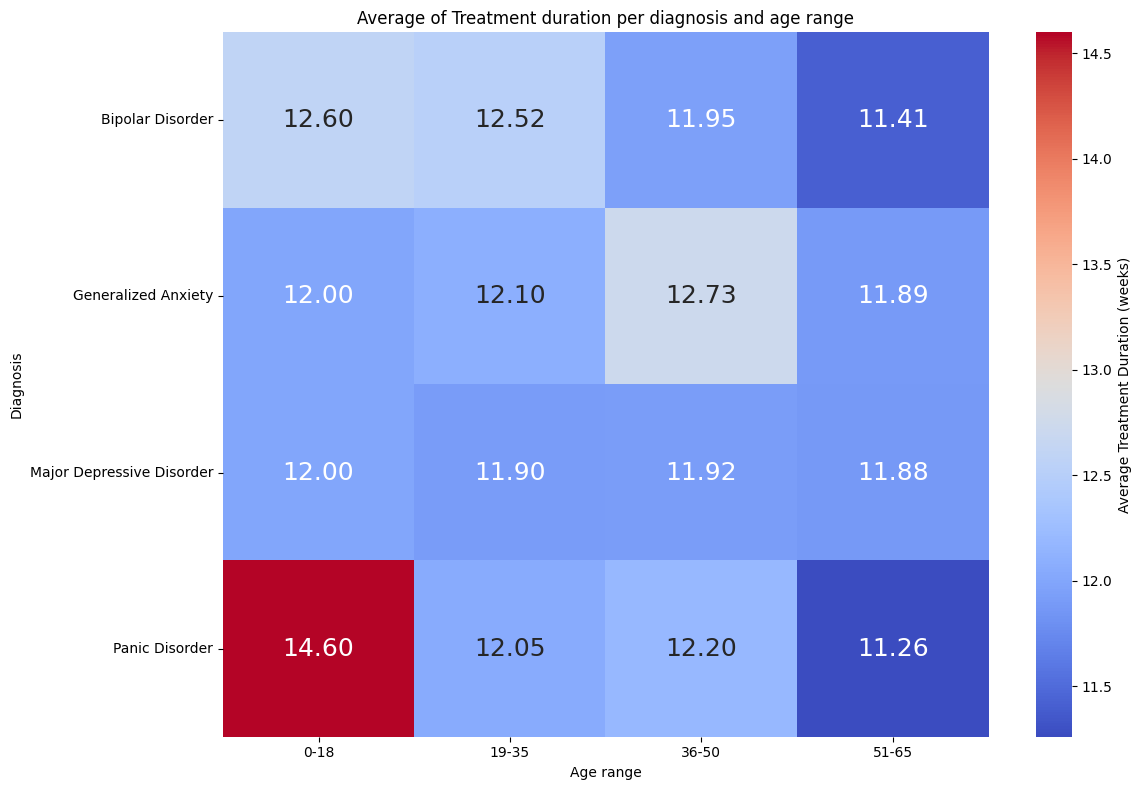 Average of Treatment duration per diagnosis and age range
Bipolar Disorder
12.60 12.52 11.95 11.41
Generalized Anxiety
12.00 12.10 12.73 11.89
Major Depressive Disorder
12.00 11.90 11.92 11.88
Panic Disorder
14.60 12.05 12.20 11.26
Diagnosis
0-18 19-35 36-50 51-65
Age range
14.5
14.0
13.5
13.0
12.5
12.0
11.5
Average Treatment Duration (weeks)